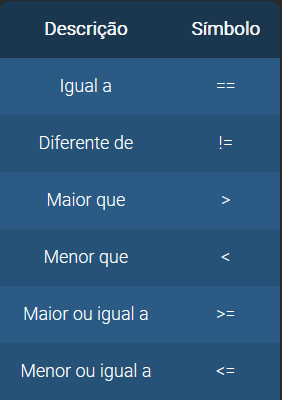 Descrição Símbolo
Igual a ==
Diferente de !=
Maior que >
Menor que <
Maior ou igual a >=
Menor ou igual a <=